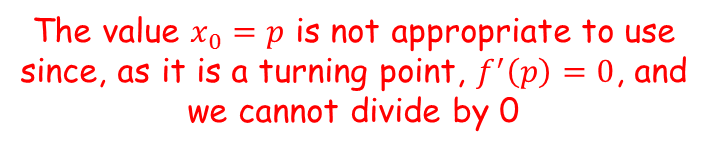 The value x₀ = p is not appropriate to use
since, as it is a turning point, f'(p) = 0, and
we cannot divide by 0